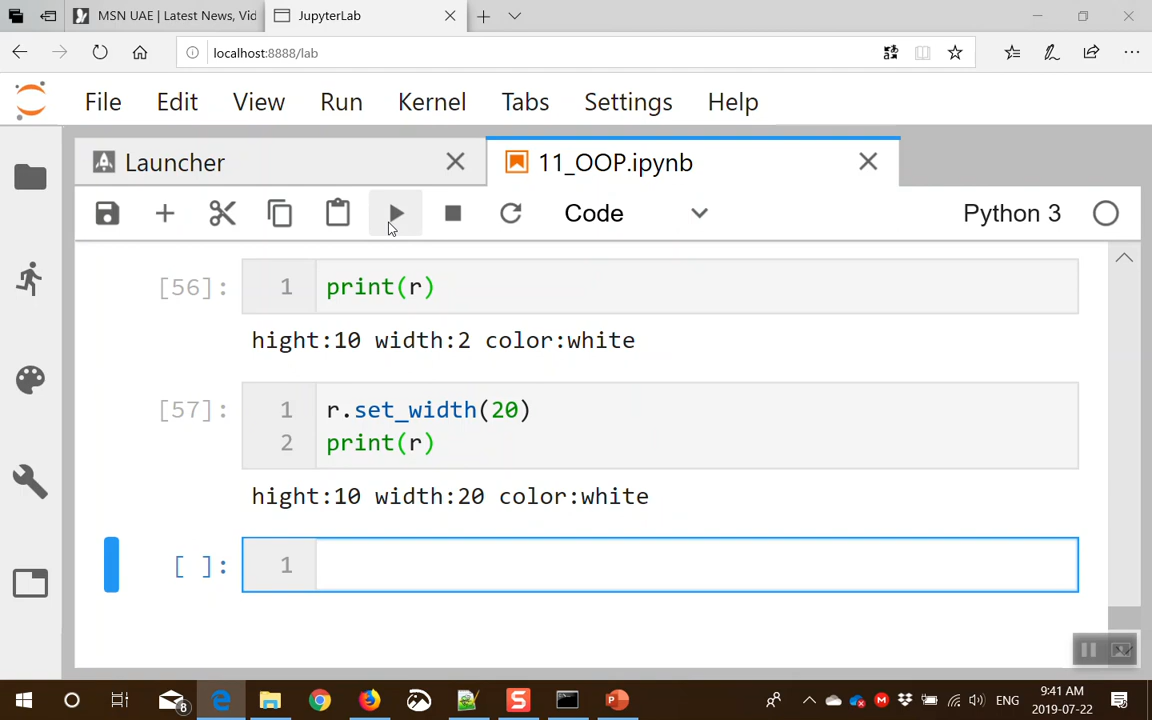 MSN UAE | Latest News, Vid
JupyterLab
localhost:8888/lab
File Edit View Run Kernel Tabs Settings Help
Launcher
11_OOP.ipynb
Code
Python 3
[56]:
1 print(r)
hight:10 width:2 color:white
[57]:
1 r.set_width(20)
2 print(r)
hight:10 width:20 color:white
[ ]:
1
8
ENG
9:41 AM
2019-07-22